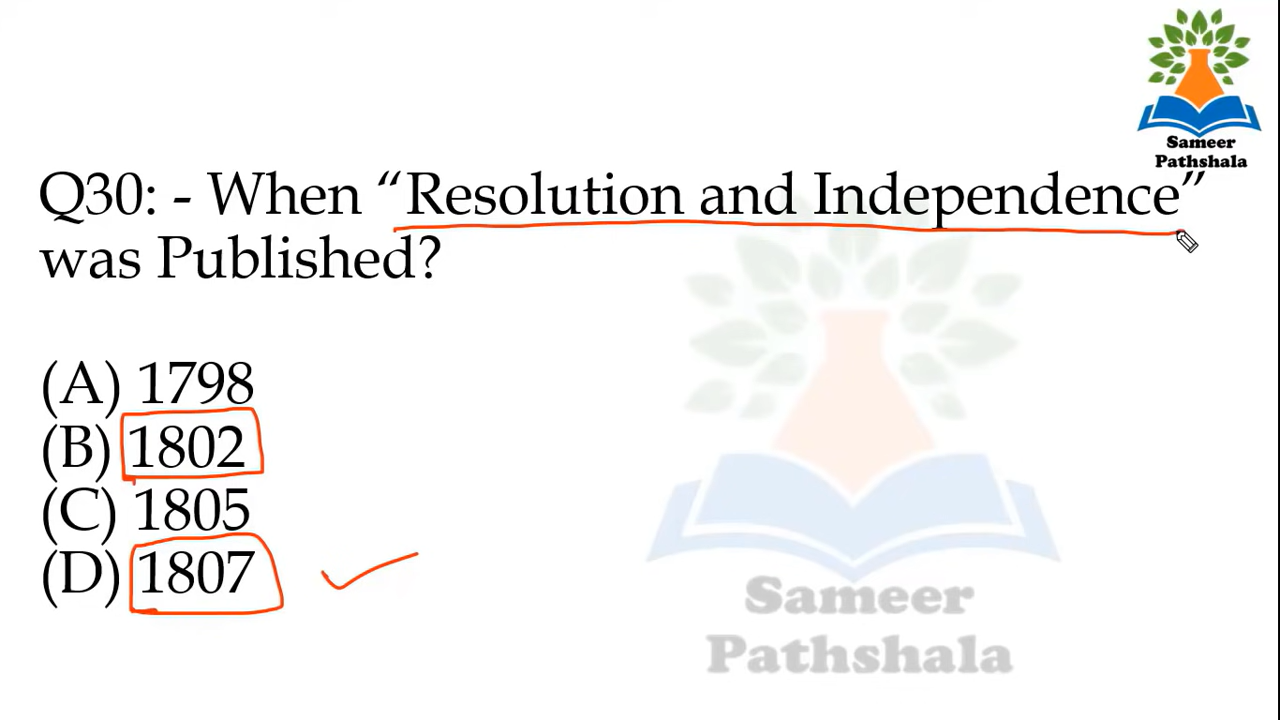 Sameer
Pathshala
Q30: - When “Resolution and Independence”
was Published?
(A) 1798
(B) 1802
(C) 1805
(D) 1807
Sameer
Pathshala